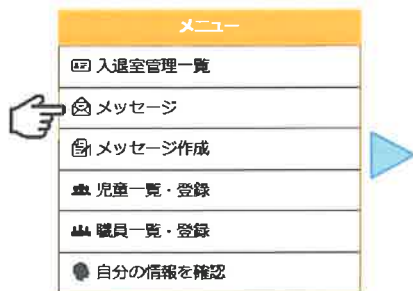 メニュー
入退室管理一覧
メッセージ
メッセージ作成
児童一覧・登録
職員一覧・登録
自分の情報を確認